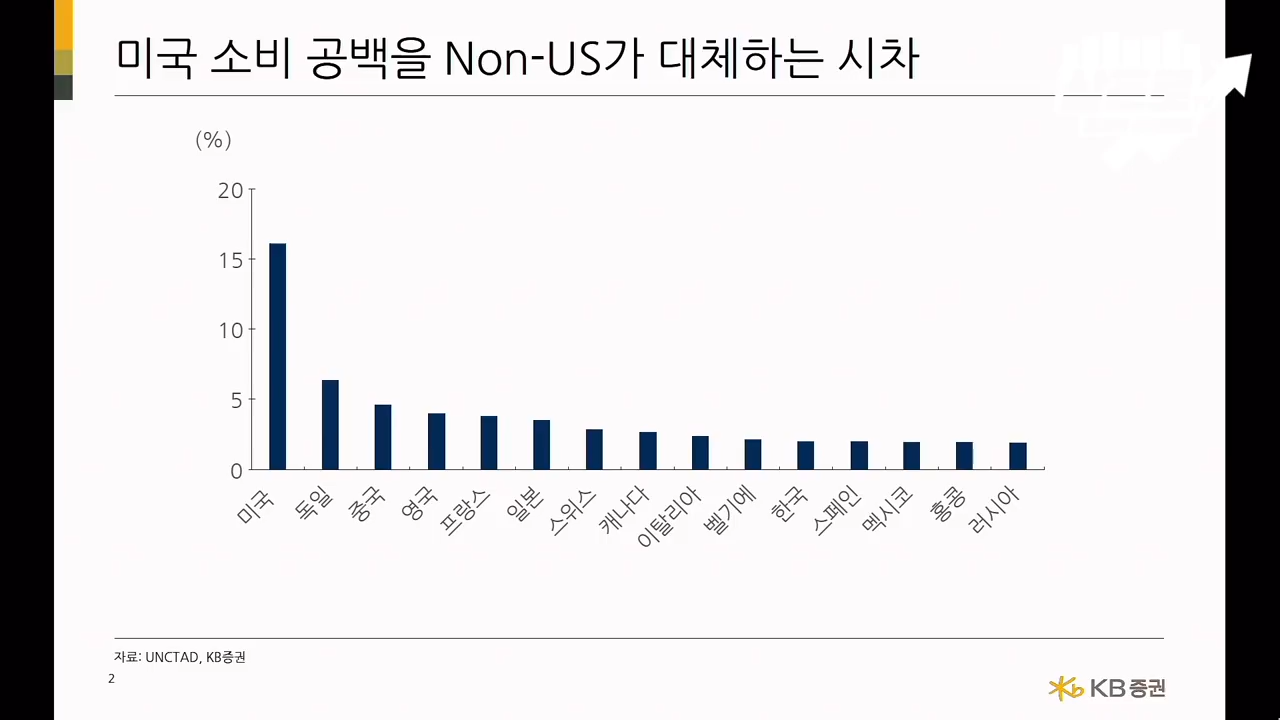 미국 소비 공백을 Non-US가 대체하는 시차
(%)
20
15
10
5
0
미국 독일 중국 영국 프랑스 일본 스위스 캐나다 이탈리아 벨기에 한국 스페인 멕시코 홍콩 러시아
자료: UNCTAD, KB증권
2
KB증권